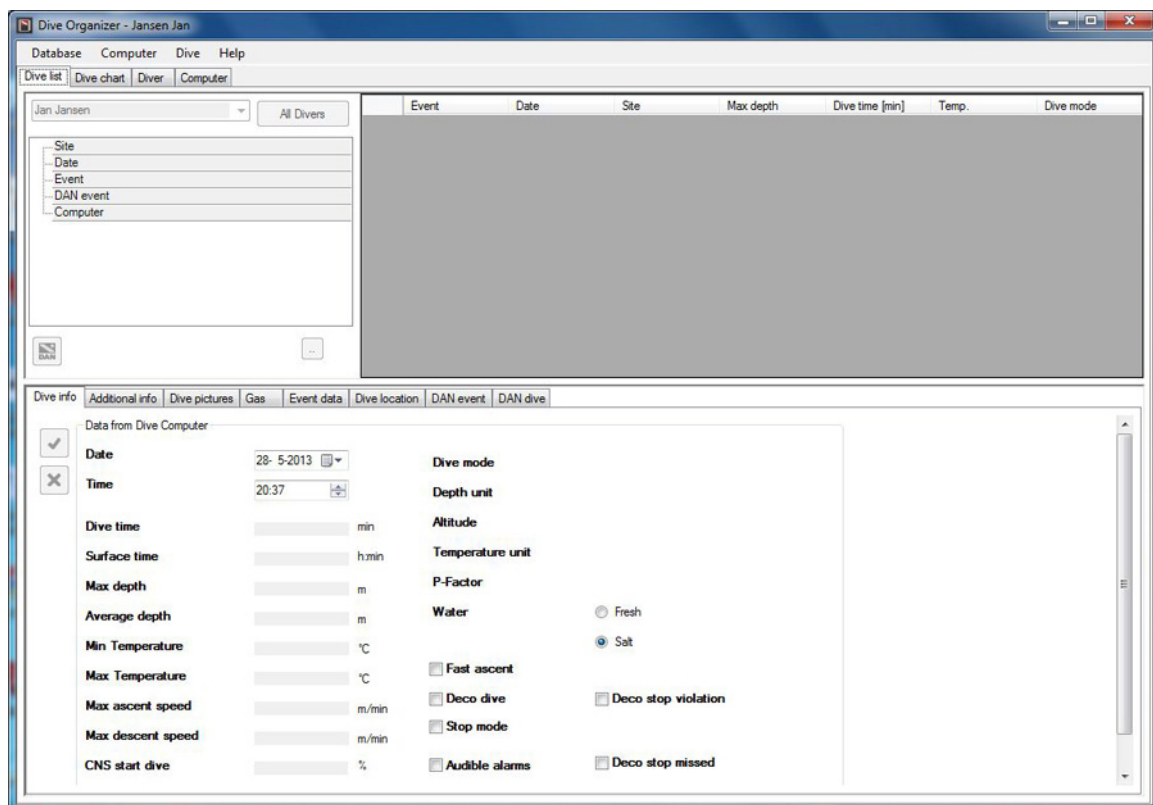 Dive Organizer - Jansen Jan
Database Computer Dive Help
Dive list Dive chart Diver Computer
Jan Jansen All Divers
Event Date Site Max depth Dive time [min] Temp. Dive mode
Site
Date
Event
DAN event
Computer
DAN ..
Dive info Additional info Dive pictures Gas Event data Dive location DAN event DAN dive
Data from Dive Computer
Date 28- 5-2013 Dive mode
Time 20:37 Depth unit
Dive time min Altitude
Surface time h:min Temperature unit
Max depth m P-Factor
Average depth m Water Fresh
Min Temperature °C Salt
Max Temperature °C Fast ascent
Max ascent speed m/min Deco dive Deco stop violation
Max descent speed m/min Stop mode
CNS start dive % Audible alarms Deco stop missed